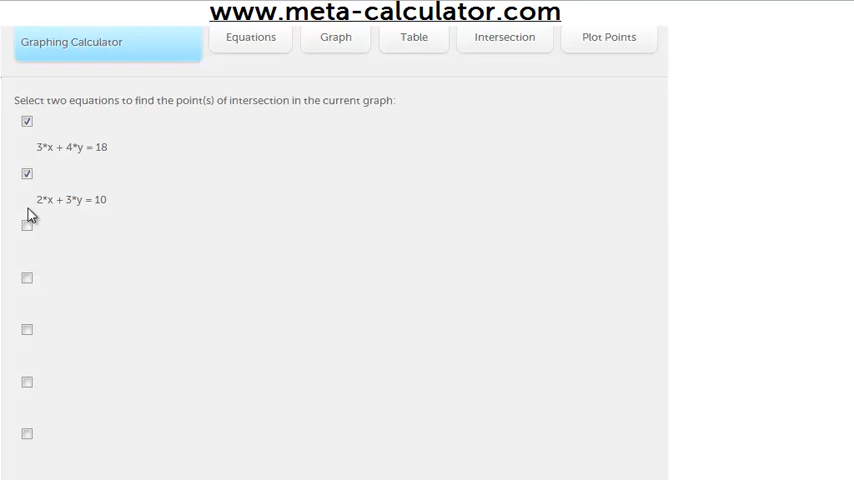 www.meta-calculator.com
Graphing Calculator
Equations
Graph
Table
Intersection
Plot Points
Select two equations to find the point(s) of intersection in the current graph:
3*x + 4*y = 18
2*x + 3*y = 10